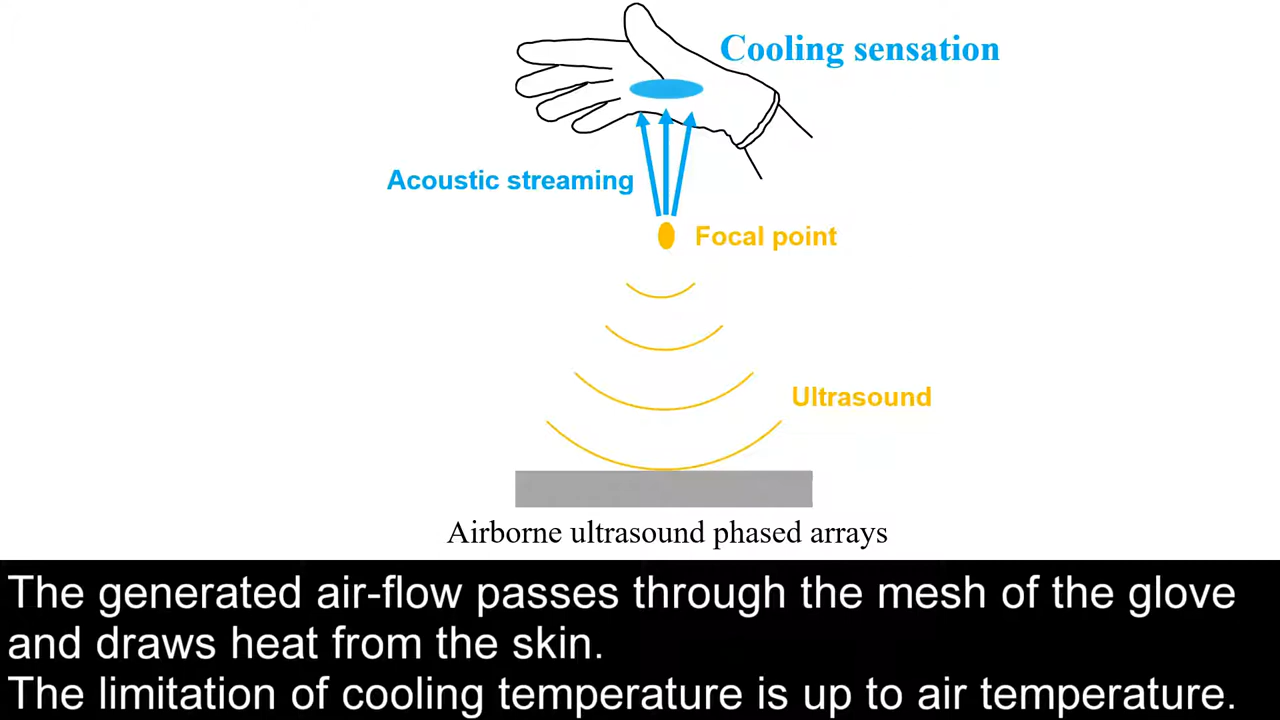 Cooling sensation
Acoustic streaming
Focal point
Ultrasound
Airborne ultrasound phased arrays
The generated air-flow passes through the mesh of the glove
and draws heat from the skin.
The limitation of cooling temperature is up to air temperature.